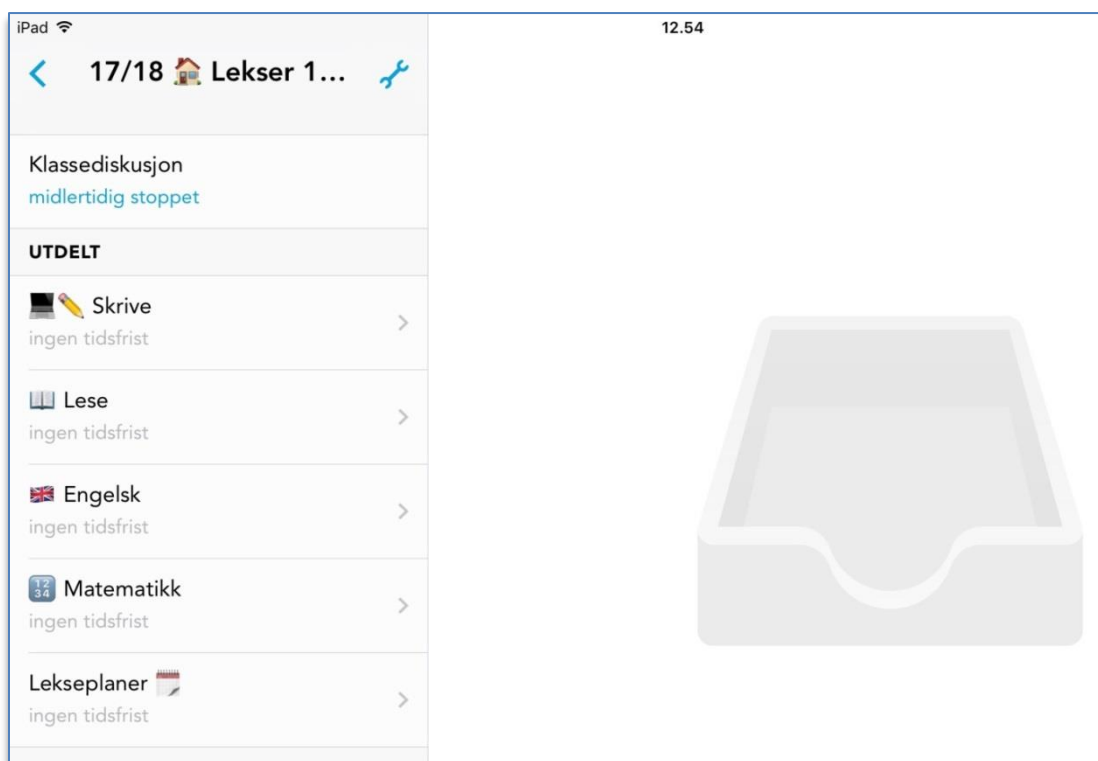 iPad 12.54
17/18 🏠 Lekser 1...
Klassediskusjon
midlertidig stoppet
UTDELT
💻✏️ Skrive
ingen tidsfrist
📖 Lese
ingen tidsfrist
🇬🇧 Engelsk
ingen tidsfrist
🔢 Matematikk
ingen tidsfrist
Lekseplaner 🗓️
ingen tidsfrist